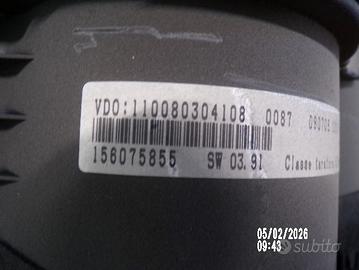 VDO:110080304108 0087
156075855 SW 03.91 Classe
05/02/2026
09:43
subito